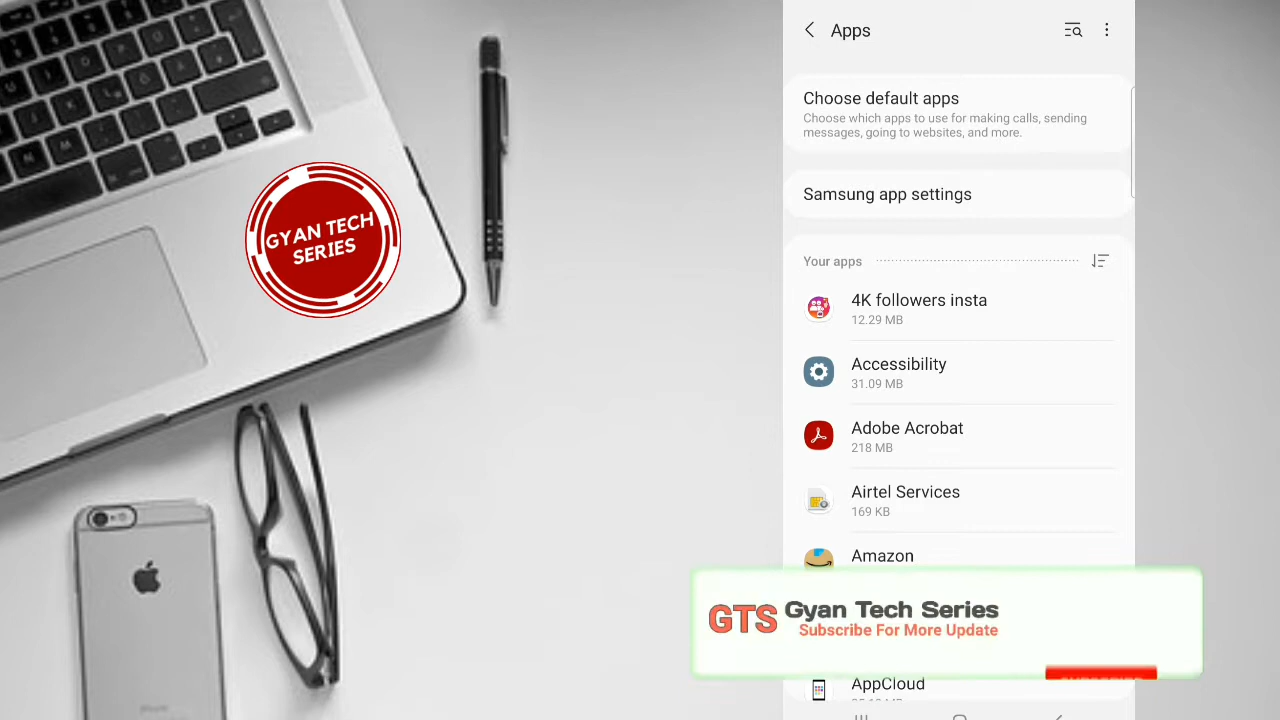 GYAN TECH
SERIES
Apps
Choose default apps
Choose which apps to use for making calls, sending
messages, going to websites, and more.
Samsung app settings
Your apps
4K followers insta
12.29 MB
Accessibility
31.09 MB
Adobe Acrobat
218 MB
Airtel Services
169 KB
Amazon
GTS Gyan Tech Series
Subscribe For More Update
AppCloud